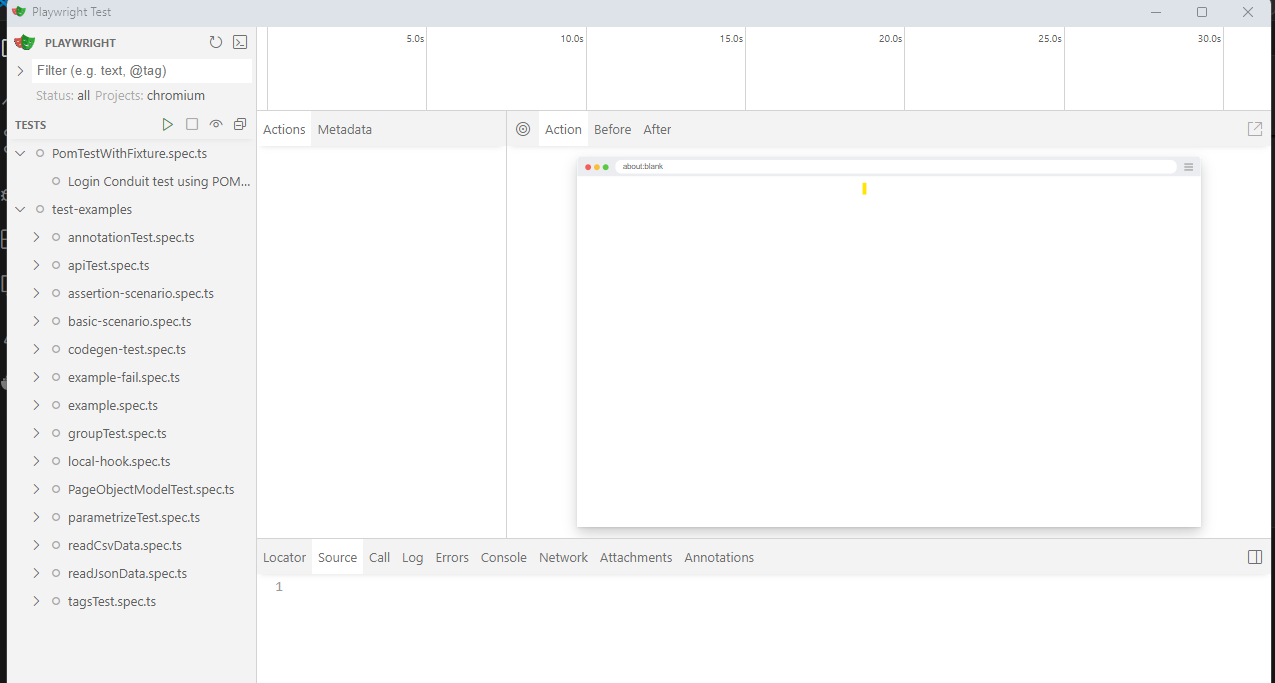 Playwright Test
PLAYWRIGHT
Filter (e.g. text, @tag)
Status: all Projects: chromium
TESTS
PomTestWithFixture.spec.ts
Login Conduit test using POM...
test-examples
annotationTest.spec.ts
apiTest.spec.ts
assertion-scenario.spec.ts
basic-scenario.spec.ts
codegen-test.spec.ts
example-fail.spec.ts
example.spec.ts
groupTest.spec.ts
local-hook.spec.ts
PageObjectModelTest.spec.ts
parametrizeTest.spec.ts
readCsvData.spec.ts
readJsonData.spec.ts
tagsTest.spec.ts
5.0s 10.0s 15.0s 20.0s 25.0s 30.0s
Actions Metadata
Action Before After
about:blank
Locator Source Call Log Errors Console Network Attachments Annotations
1